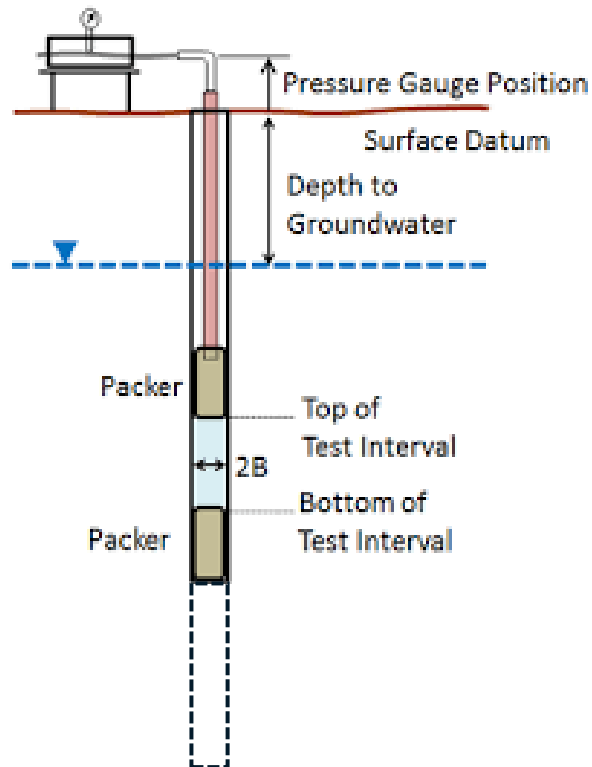 Pressure Gauge Position
Surface Datum
Depth to
Groundwater
Packer
Top of
Test Interval
2B
Bottom of
Test Interval
Packer